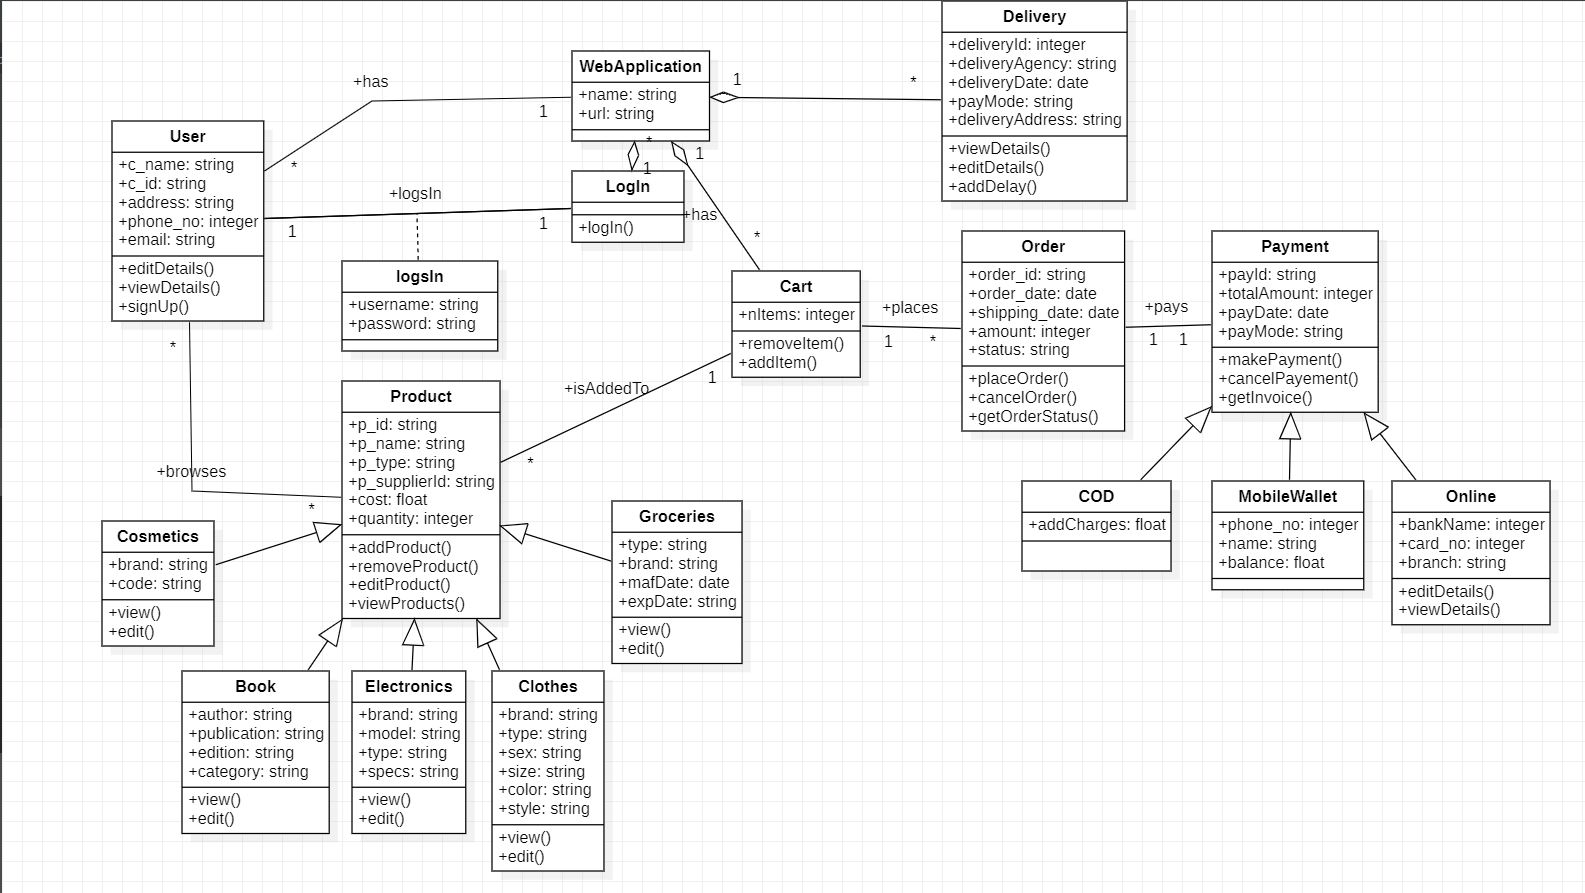 Delivery
+deliveryId: integer
+deliveryAgency: string
+deliveryDate: date
+payMode: string
+deliveryAddress: string
+viewDetails()
+editDetails()
+addDelay()
WebApplication
+name: string
+url: string
1
*
+has
1
*
User
+c_name: string
+c_id: string
+address: string
+phone_no: integer
+email: string
+editDetails()
+viewDetails()
+signUp()
*
1
1
LogIn
+logIn()
+logsIn
1
1
+has
*
logsIn
+username: string
+password: string
Cart
+nItems: integer
+removeItem()
+addItem()
+places
1
*
Order
+order_id: string
+order_date: date
+shipping_date: date
+amount: integer
+status: string
+placeOrder()
+cancelOrder()
+getOrderStatus()
+pays
1
1
Payment
+payId: string
+totalAmount: integer
+payDate: date
+payMode: string
+makePayment()
+cancelPayement()
+getInvoice()
*
+browses
*
+isAddedTo
1
*
Product
+p_id: string
+p_name: string
+p_type: string
+p_supplierId: string
+cost: float
+quantity: integer
+addProduct()
+removeProduct()
+editProduct()
+viewProducts()
COD
+addCharges: float
MobileWallet
+phone_no: integer
+name: string
+balance: float
Online
+bankName: integer
+card_no: integer
+branch: string
+editDetails()
+viewDetails()
Cosmetics
+brand: string
+code: string
+view()
+edit()
Groceries
+type: string
+brand: string
+mafDate: date
+expDate: string
+view()
+edit()
Book
+author: string
+publication: string
+edition: string
+category: string
+view()
+edit()
Electronics
+brand: string
+model: string
+type: string
+specs: string
+view()
+edit()
Clothes
+brand: string
+type: string
+sex: string
+size: string
+color: string
+style: string
+view()
+edit()